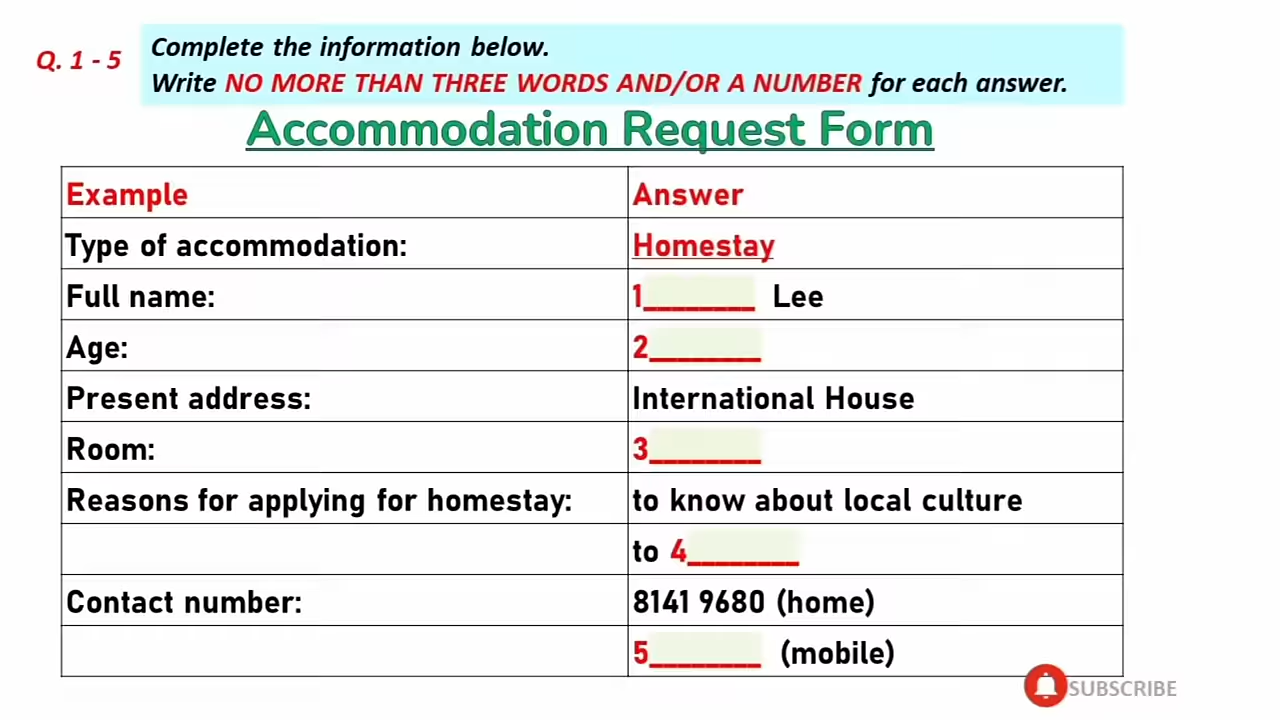 Q. 1 - 5
Complete the information below.
Write NO MORE THAN THREE WORDS AND/OR A NUMBER for each answer.
Accommodation Request Form
Example Answer
Type of accommodation: Homestay
Full name: 1________ Lee
Age: 2________
Present address: International House
Room: 3________
Reasons for applying for homestay: to know about local culture
to 4________
Contact number: 8141 9680 (home)
5________ (mobile)
SUBSCRIBE